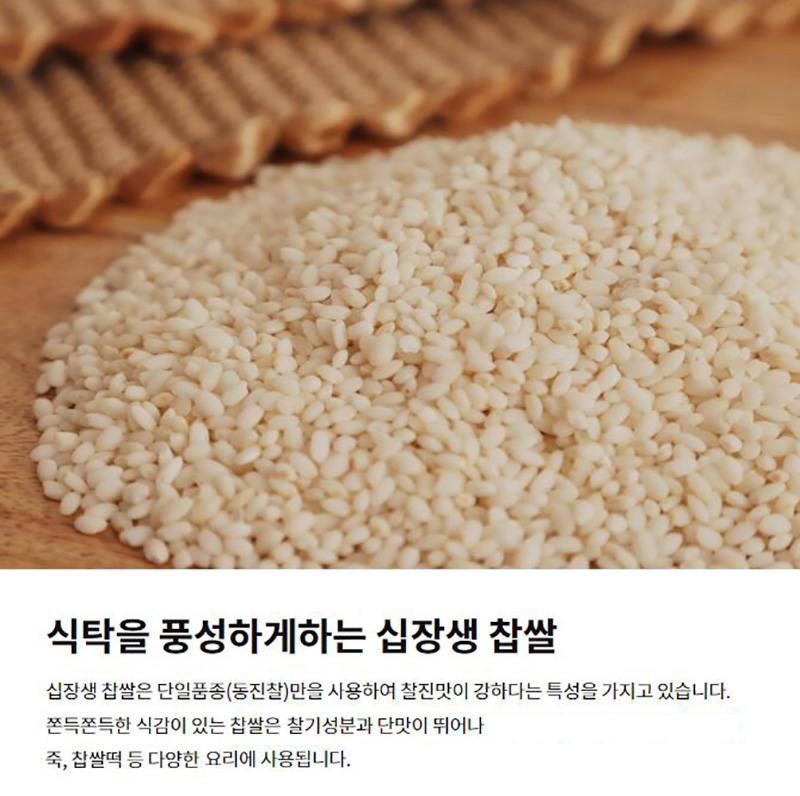 식탁을 풍성하게하는 십장생 찹쌀
십장생 찹쌀은 단일품종(동진찰)만을 사용하여 찰진맛이 강하다는 특성을 가지고 있습니다.
쫀득쫀득한 식감이 있는 찹쌀은 찰기성분과 단맛이 뛰어나
죽, 찹쌀떡 등 다양한 요리에 사용됩니다.